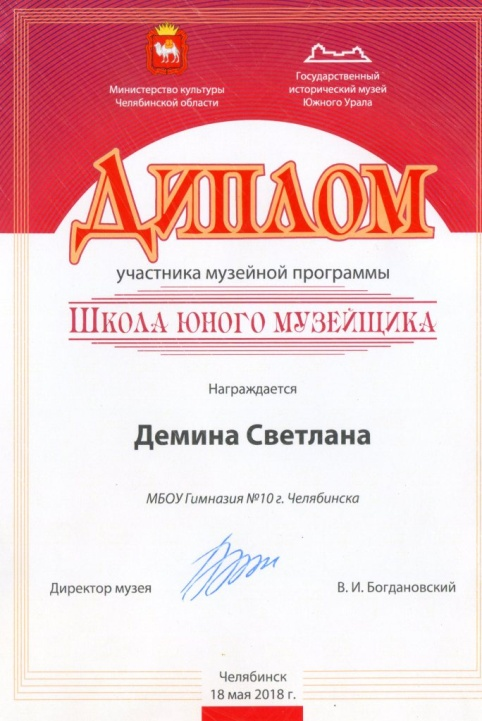 Министерство культуры
Челябинской области
Государственный
исторический музей
Южного Урала
ДИПЛОМ
участника музейной программы
ШКОЛА ЮНОГО МУЗЕЙЩИКА
Награждается
Демина Светлана
МБОУ Гимназия №10 г. Челябинска
Директор музея
В. И. Богдановский
Челябинск
18 мая 2018 г.